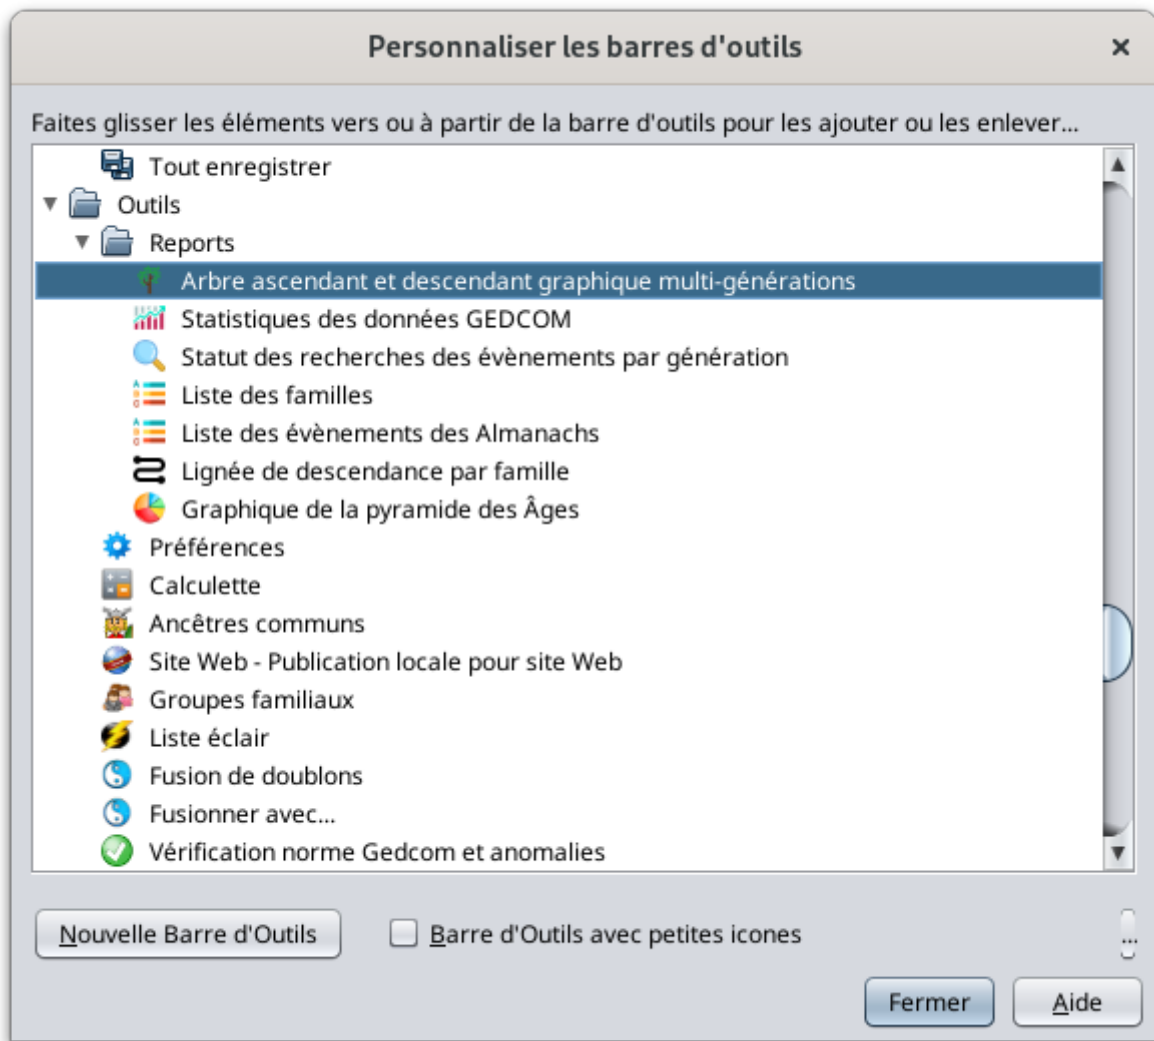 Personnaliser les barres d'outils
Faites glisser les éléments vers ou à partir de la barre d'outils pour les ajouter ou les enlever...
Tout enregistrer
Outils
Reports
Arbre ascendant et descendant graphique multi-générations
Statistiques des données GEDCOM
Statut des recherches des évènements par génération
Liste des familles
Liste des évènements des Almanachs
Lignée de descendance par famille
Graphique de la pyramide des Âges
Préférences
Calculette
Ancêtres communs
Site Web - Publication locale pour site Web
Groupes familiaux
Liste éclair
Fusion de doublons
Fusionner avec...
Vérification norme Gedcom et anomalies
Nouvelle Barre d'Outils Barre d'Outils avec petites icones ...
Fermer Aide